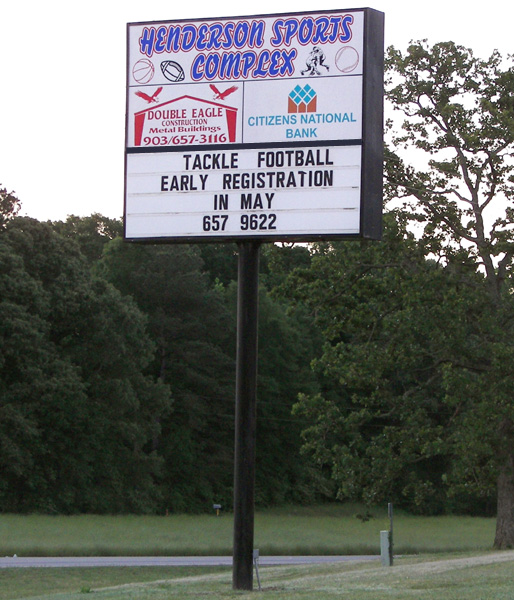 HENDERSON SPORTS
COMPLEX
DOUBLE EAGLE
CONSTRUCTION
Metal Buildings
903/657-3116
CITIZENS NATIONAL
BANK
TACKLE FOOTBALL
EARLY REGISTRATION
IN MAY
657 9622